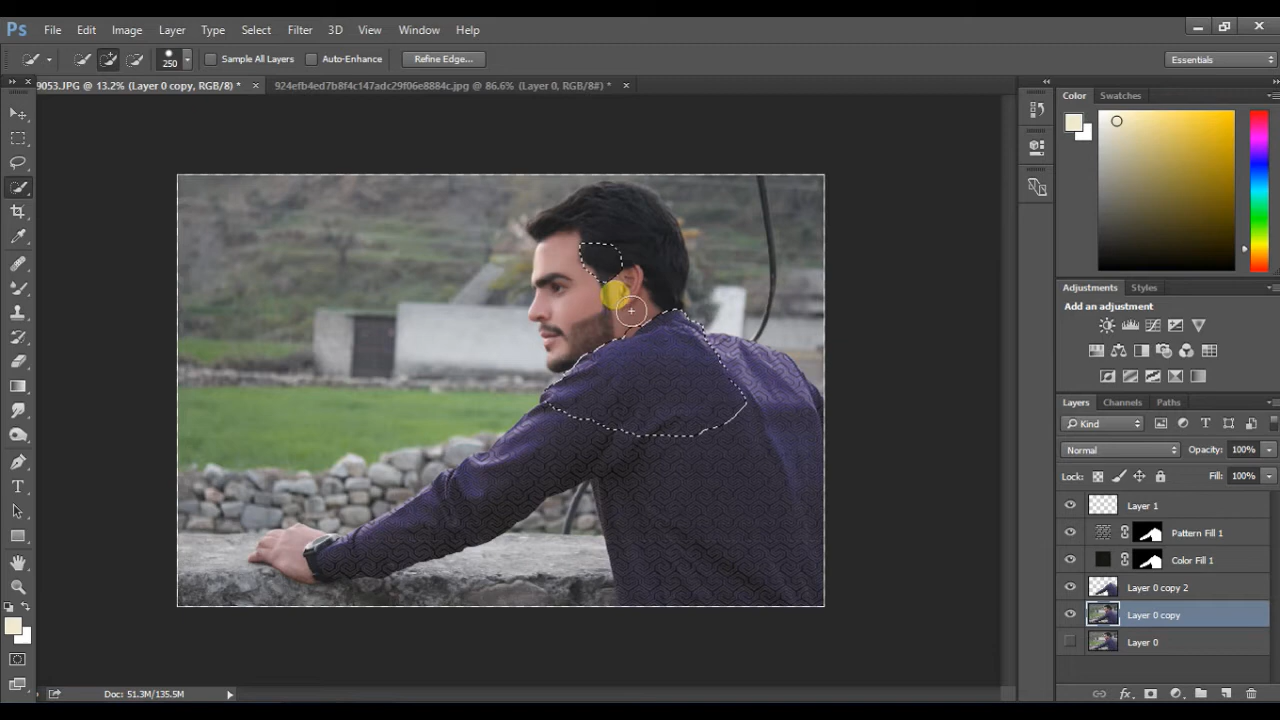 Ps File Edit Image Layer Type Select Filter 3D View Window Help
250 Sample All Layers Auto-Enhance Refine Edge... Essentials
9053.JPG @ 13.2% (Layer 0 copy, RGB/8) * 924efb4ed7b8f4c147adc29f06e8884c.jpg @ 86.6% (Layer 0, RGB/8#) *
Color Swatches
Adjustments Styles
Add an adjustment
Layers Channels Paths
Kind
Normal Opacity: 100%
Lock: Fill: 100%
Layer 1
Pattern Fill 1
Color Fill 1
Layer 0 copy 2
Layer 0 copy
Layer 0
Doc: 51.3M/135.5M